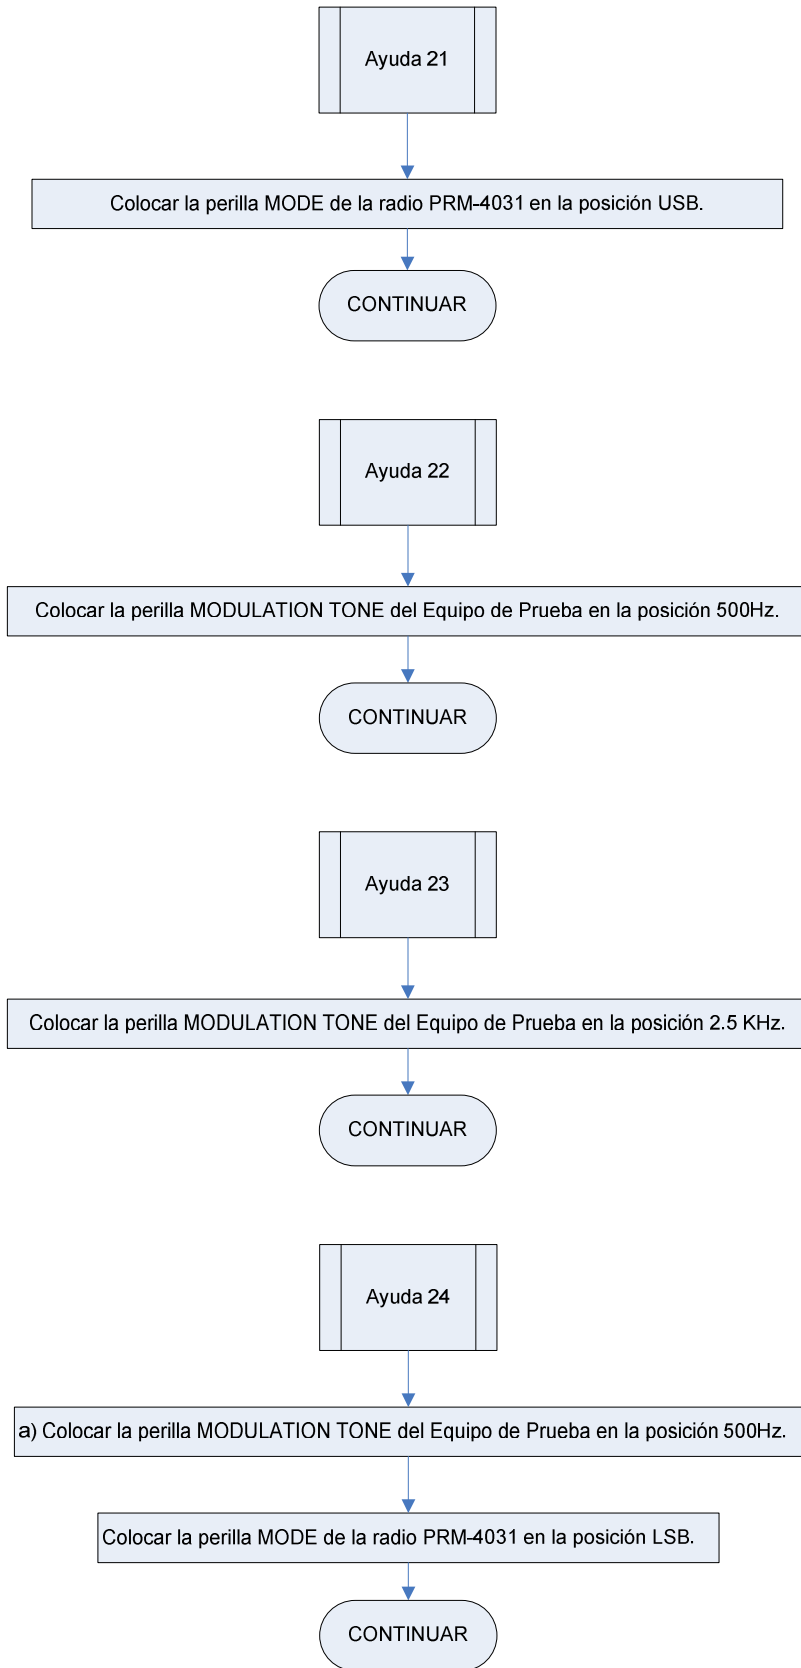 Ayuda 21
Colocar la perilla MODE de la radio PRM-4031 en la posición USB.
CONTINUAR
Ayuda 22
Colocar la perilla MODULATION TONE del Equipo de Prueba en la posición 500Hz.
CONTINUAR
Ayuda 23
Colocar la perilla MODULATION TONE del Equipo de Prueba en la posición 2.5 KHz.
CONTINUAR
Ayuda 24
a) Colocar la perilla MODULATION TONE del Equipo de Prueba en la posición 500Hz.
Colocar la perilla MODE de la radio PRM-4031 en la posición LSB.
CONTINUAR